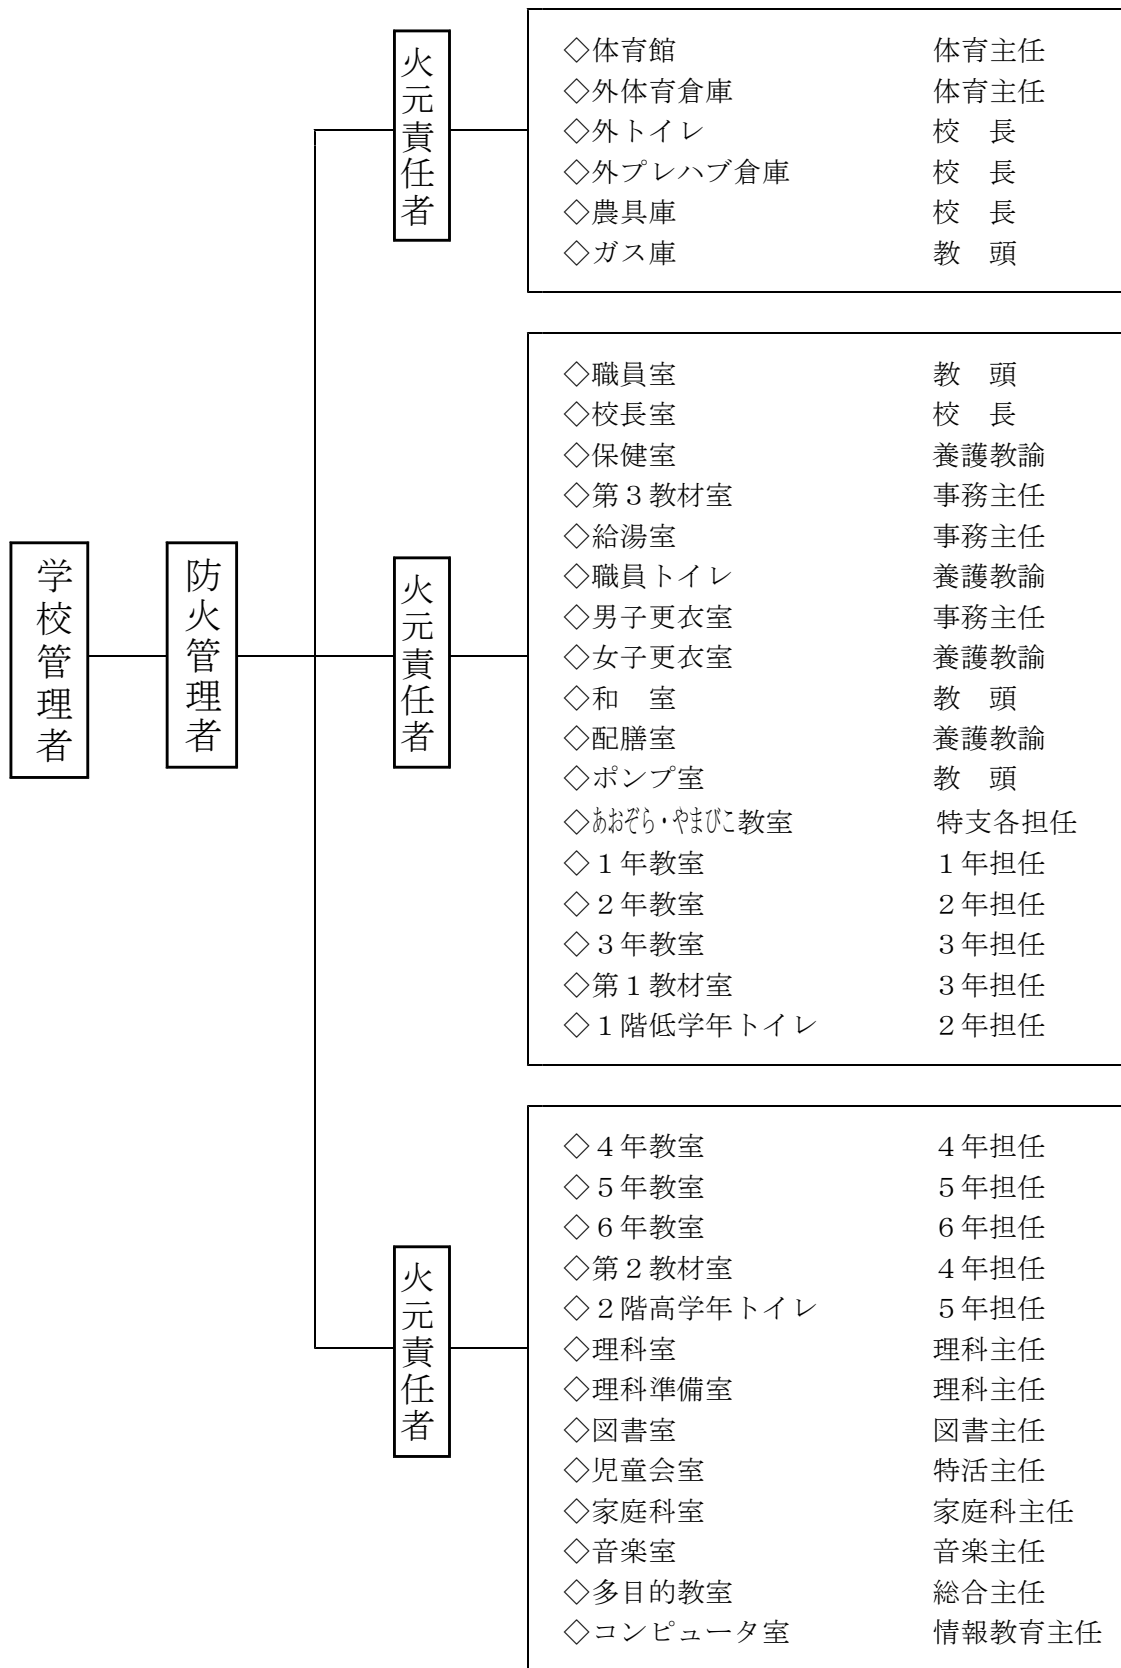 学校管理者
防火管理者
火元責任者
◇体育館　体育主任
◇外体育倉庫　体育主任
◇外トイレ　校　長
◇外プレハブ倉庫　校　長
◇農具庫　校　長
◇ガス庫　教　頭
火元責任者
◇職員室　教　頭
◇校長室　校　長
◇保健室　養護教諭
◇第３教材室　事務主任
◇給湯室　事務主任
◇職員トイレ　養護教諭
◇男子更衣室　事務主任
◇女子更衣室　養護教諭
◇和　室　教　頭
◇配膳室　養護教諭
◇ポンプ室　教　頭
◇あおぞら・やまびこ教室　特支各担任
◇１年教室　１年担任
◇２年教室　２年担任
◇３年教室　３年担任
◇第１教材室　３年担任
◇１階低学年トイレ　２年担任
火元責任者
◇４年教室　４年担任
◇５年教室　５年担任
◇６年教室　６年担任
◇第２教材室　４年担任
◇２階高学年トイレ　５年担任
◇理科室　理科主任
◇理科準備室　理科主任
◇図書室　図書主任
◇児童会室　特活主任
◇家庭科室　家庭科主任
◇音楽室　音楽主任
◇多目的教室　総合主任
◇コンピュータ室　情報教育主任